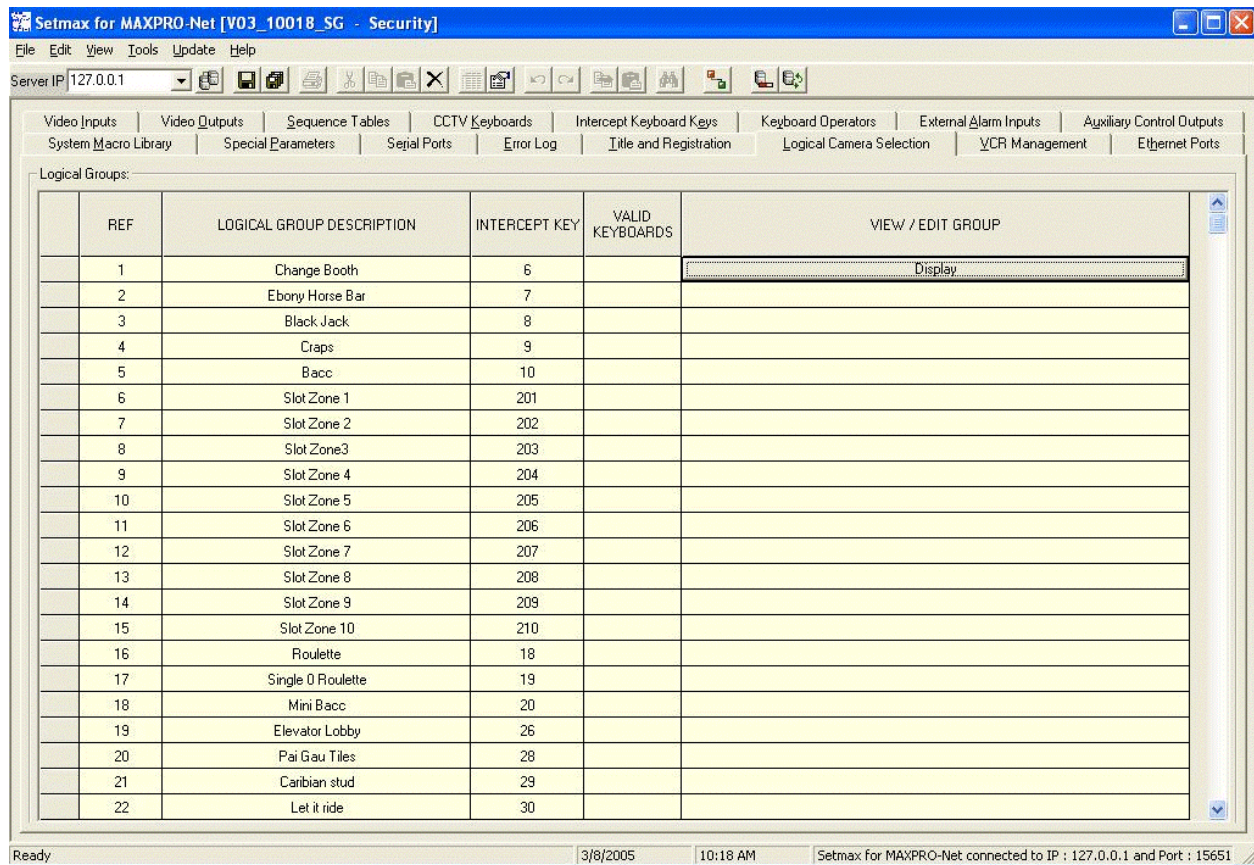 Setmax for MAXPRO-Net [V03_10018_SG - Security]
File Edit View Tools Update Help
Server IP 127.0.0.1
Video Inputs Video Outputs Sequence Tables CCTV Keyboards Intercept Keyboard Keys Keyboard Operators External Alarm Inputs Auxiliary Control Outputs
System Macro Library Special Parameters Serial Ports Error Log Title and Registration Logical Camera Selection VCR Management Ethernet Ports
Logical Groups:
REF LOGICAL GROUP DESCRIPTION INTERCEPT KEY VALID KEYBOARDS VIEW / EDIT GROUP
1 Change Booth 6 Display
2 Ebony Horse Bar 7
3 Black Jack 8
4 Craps 9
5 Bacc 10
6 Slot Zone 1 201
7 Slot Zone 2 202
8 Slot Zone3 203
9 Slot Zone 4 204
10 Slot Zone 5 205
11 Slot Zone 6 206
12 Slot Zone 7 207
13 Slot Zone 8 208
14 Slot Zone 9 209
15 Slot Zone 10 210
16 Roulette 18
17 Single 0 Roulette 19
18 Mini Bacc 20
19 Elevator Lobby 26
20 Pai Gau Tiles 28
21 Caribian stud 29
22 Let it ride 30
Ready 3/8/2005 10:18 AM Setmax for MAXPRO-Net connected to IP : 127.0.0.1 and Port : 15651